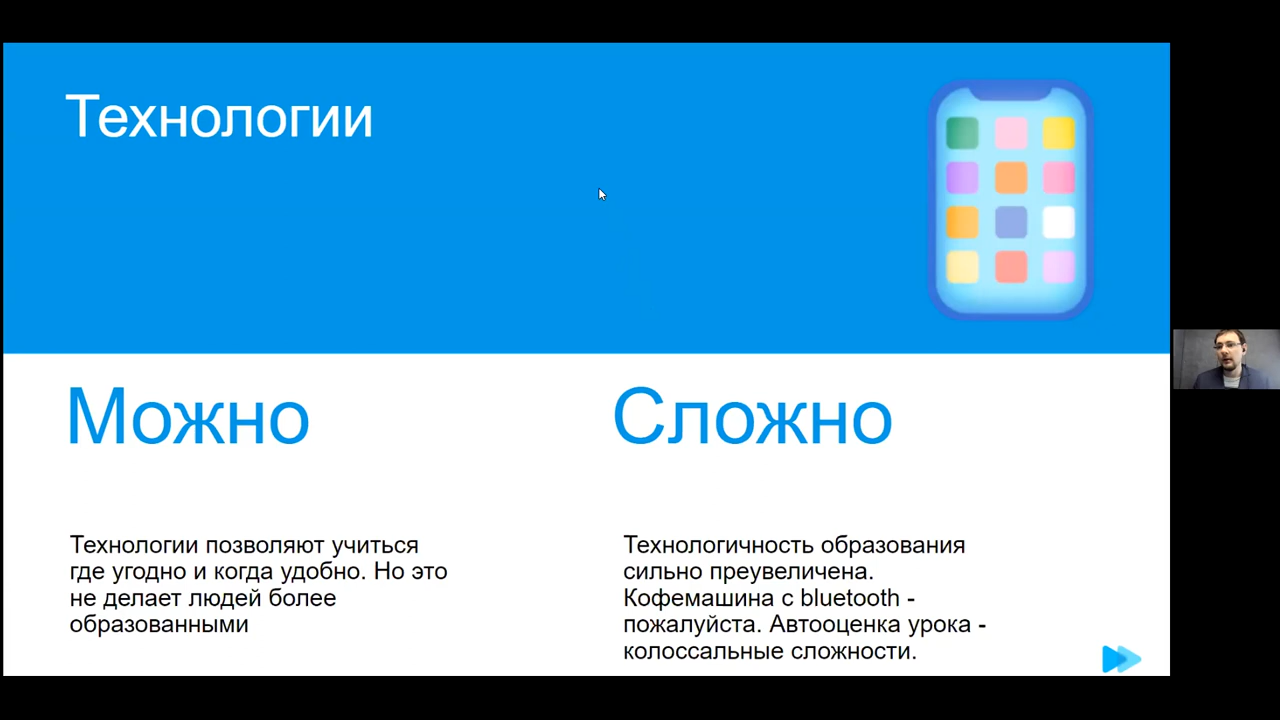 Технологии
Можно
Технологии позволяют учиться
где угодно и когда удобно. Но это
не делает людей более
образованными
Сложно
Технологичность образования
сильно преувеличена.
Кофемашина с bluetooth -
пожалуйста. Автооценка урока -
колоссальные сложности.